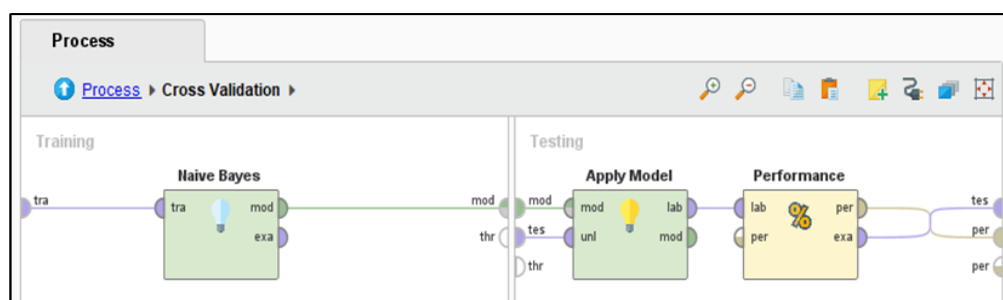 Process
Process Cross Validation
Training
Testing
Naive Bayes
Apply Model
Performance
tra
tra
mod
exa
mod
thr
mod
tes
thr
mod
unl
lab
mod
lab
per
per
exa
tes
per
per